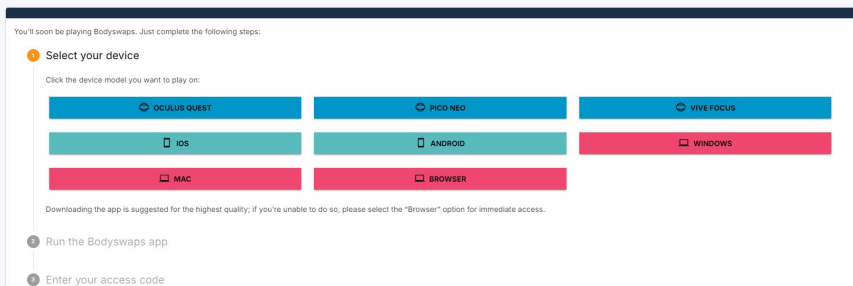 You'll soon be playing Bodyswaps. Just complete the following steps:
1 Select your device
Click the device model you want to play on:
OCULUS QUEST
PICO NEO
VIVE FOCUS
IOS
ANDROID
WINDOWS
MAC
BROWSER
Downloading the app is suggested for the highest quality; if you're unable to do so, please select the "Browser" option for immediate access.
2 Run the Bodyswaps app
3 Enter your access code